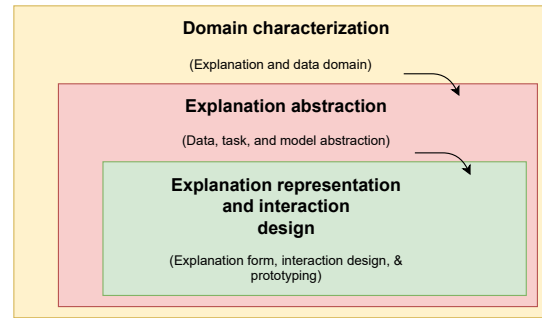 Domain characterization
(Explanation and data domain)
Explanation abstraction
(Data, task, and model abstraction)
Explanation representation
and interaction
design
(Explanation form, interaction design, &
prototyping)